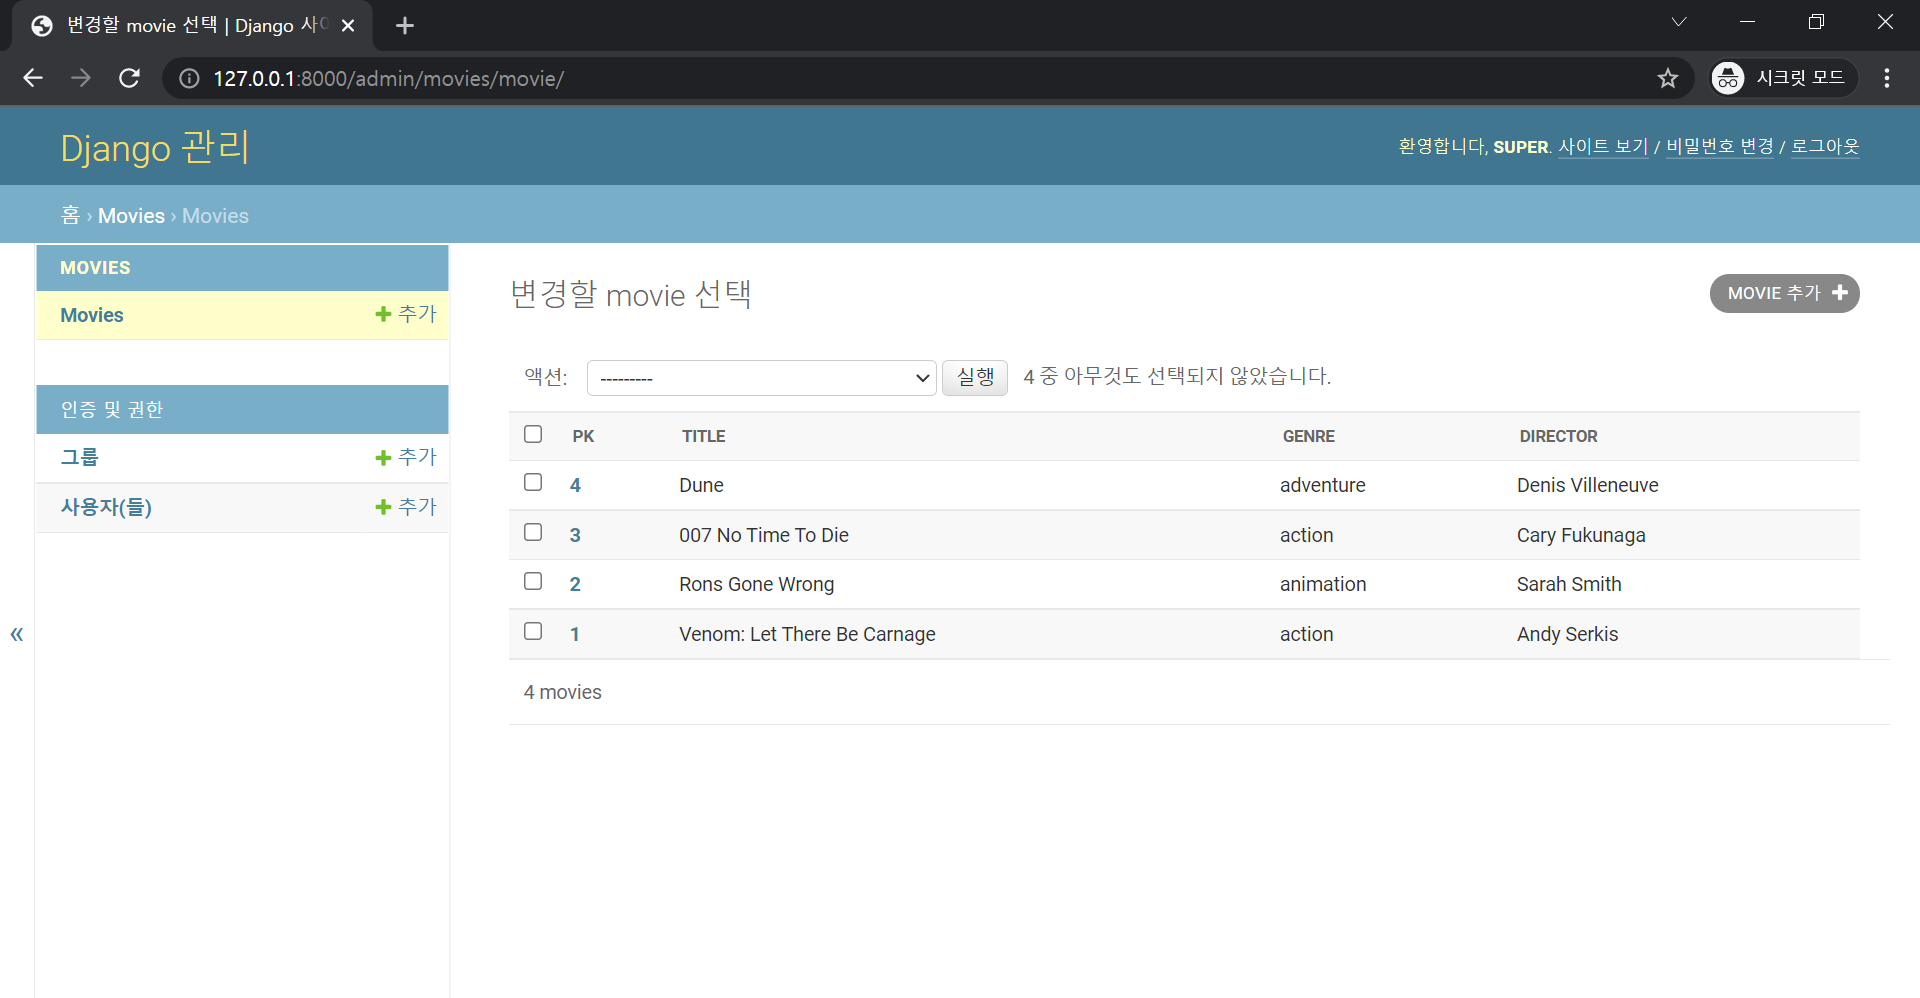 변경할 movie 선택 | Django 사이
127.0.0.1:8000/admin/movies/movie/
시크릿 모드
Django 관리
환영합니다, SUPER. 사이트 보기 / 비밀번호 변경 / 로그아웃
홈 › Movies › Movies
MOVIES
Movies
추가
인증 및 권한
그룹
추가
사용자(들)
추가
«
변경할 movie 선택
MOVIE 추가
액션:
---------
실행
4 중 아무것도 선택되지 않았습니다.
PK TITLE GENRE DIRECTOR
4 Dune adventure Denis Villeneuve
3 007 No Time To Die action Cary Fukunaga
2 Rons Gone Wrong animation Sarah Smith
1 Venom: Let There Be Carnage action Andy Serkis
4 movies